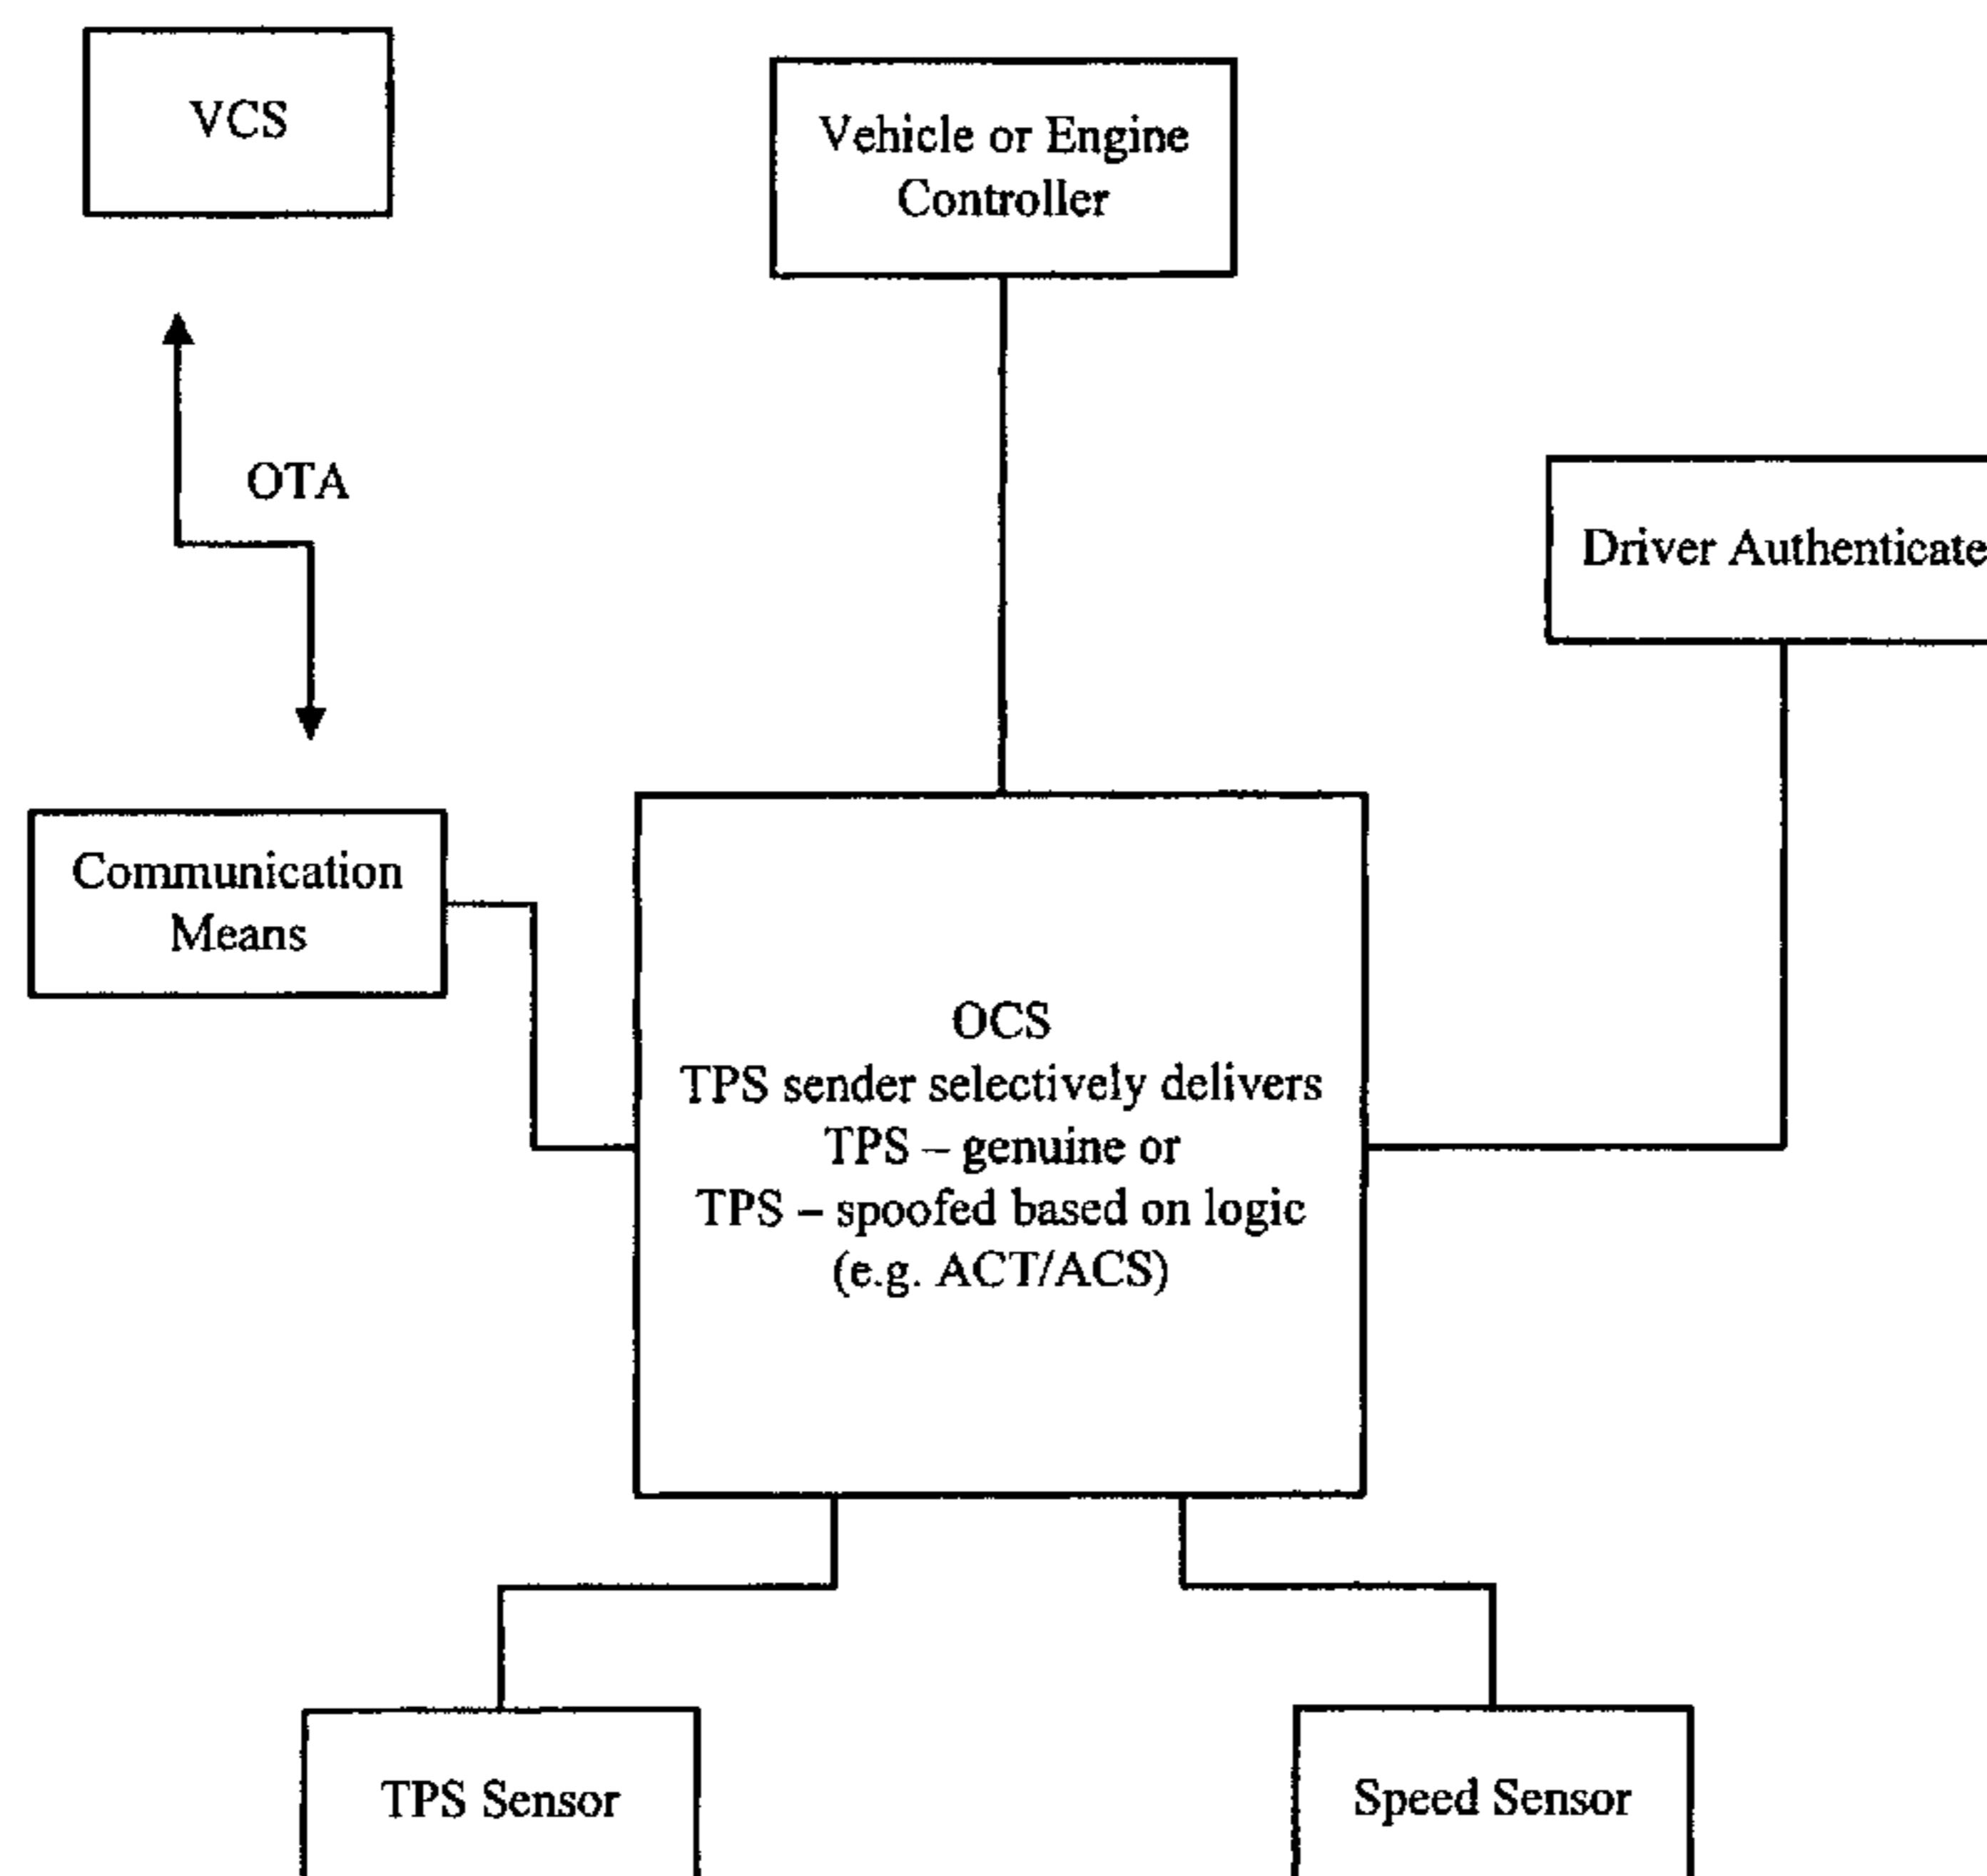 VCS
Vehicle or Engine
Controller
OTA
Driver Authenticate
Communication
Means
OCS
TPS sender selectively delivers
TPS – genuine or
TPS – spoofed based on logic
(e.g. ACT/ACS)
TPS Sensor
Speed Sensor